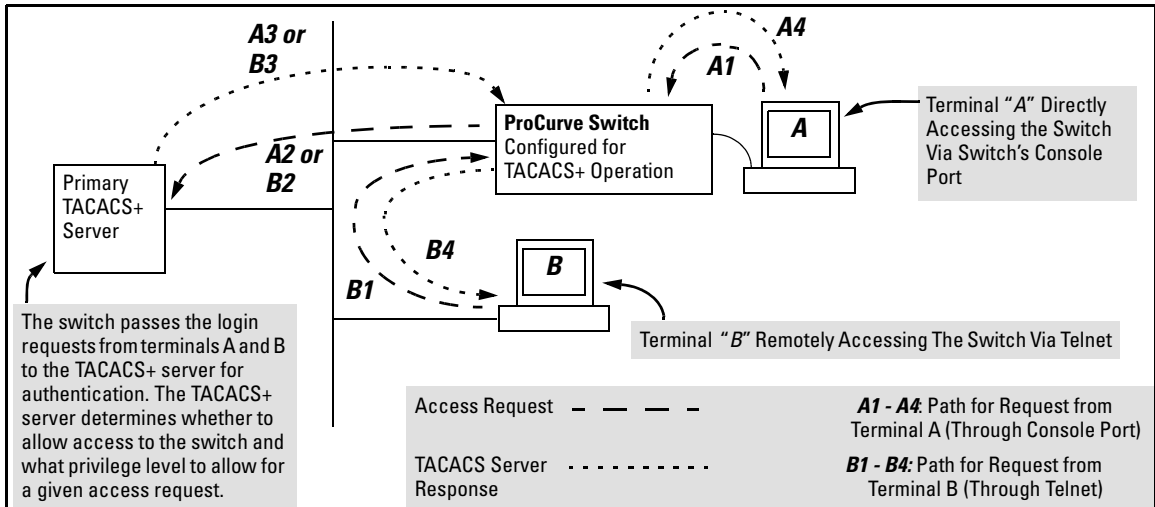 A3 or
B3
A4
A1
ProCurve Switch
Configured for
TACACS+ Operation
A
Terminal “A” Directly
Accessing the Switch
Via Switch’s Console
Port
A2 or
B2
Primary
TACACS+
Server
B4
B1
B
Terminal “B” Remotely Accessing The Switch Via Telnet
The switch passes the login
requests from terminals A and B
to the TACACS+ server for
authentication. The TACACS+
server determines whether to
allow access to the switch and
what privilege level to allow for
a given access request.
Access Request
A1 - A4: Path for Request from
Terminal A (Through Console Port)
TACACS Server
Response
B1 - B4: Path for Request from
Terminal B (Through Telnet)